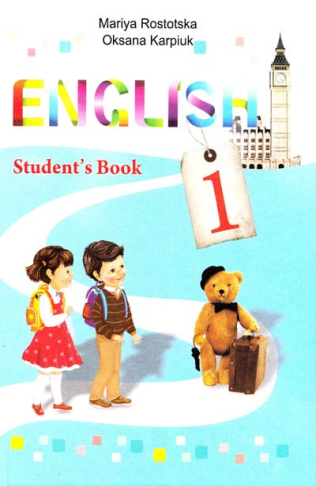 Mariya Rostotska
Oksana Karpiuk
ENGLISH
Student's Book
1